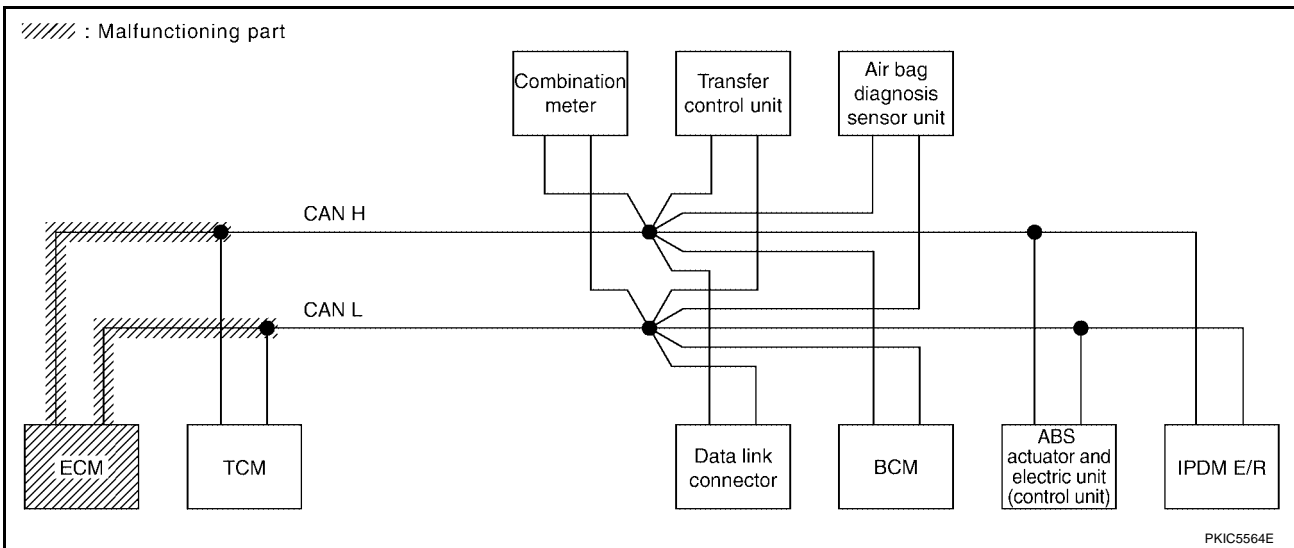 : Malfunctioning part
Combination
meter
Transfer
control unit
Air bag
diagnosis
sensor unit
CAN H
CAN L
ECM
TCM
Data link
connector
BCM
ABS
actuator and
electric unit
(control unit)
IPDM E/R
PKIC5564E